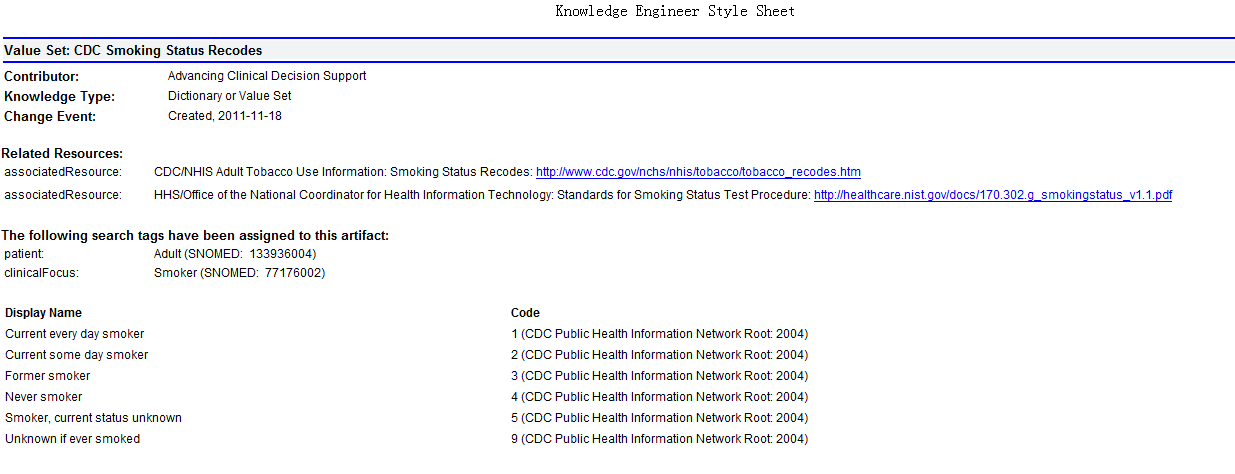 Knowledge Engineer Style Sheet
Value Set: CDC Smoking Status Recodes
Contributor: Advancing Clinical Decision Support
Knowledge Type: Dictionary or Value Set
Change Event: Created, 2011-11-18
Related Resources:
associatedResource: CDC/NHIS Adult Tobacco Use Information: Smoking Status Recodes: http://www.cdc.gov/nchs/nhis/tobacco/tobacco_recodes.htm
associatedResource: HHS/Office of the National Coordinator for Health Information Technology: Standards for Smoking Status Test Procedure: http://healthcare.nist.gov/docs/170.302.g_smokingstatus_v1.1.pdf
The following search tags have been assigned to this artifact:
patient: Adult (SNOMED: 133936004)
clinicalFocus: Smoker (SNOMED: 77176002)
Display Name Code
Current every day smoker 1 (CDC Public Health Information Network Root: 2004)
Current some day smoker 2 (CDC Public Health Information Network Root: 2004)
Former smoker 3 (CDC Public Health Information Network Root: 2004)
Never smoker 4 (CDC Public Health Information Network Root: 2004)
Smoker, current status unknown 5 (CDC Public Health Information Network Root: 2004)
Unknown if ever smoked 9 (CDC Public Health Information Network Root: 2004)